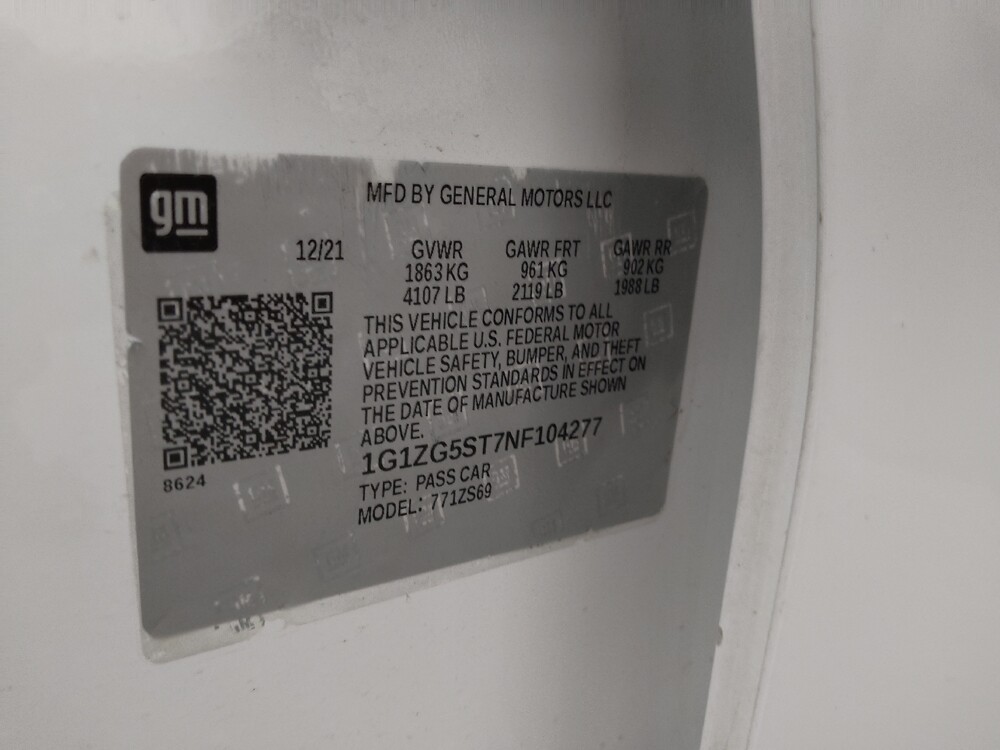 gm
MFD BY GENERAL MOTORS LLC
12/21 GVWR GAWR FRT GAWR RR
1863 KG 961 KG 902 KG
4107 LB 2119 LB 1988 LB
THIS VEHICLE CONFORMS TO ALL
APPLICABLE U.S. FEDERAL MOTOR
VEHICLE SAFETY, BUMPER, AND THEFT
PREVENTION STANDARDS IN EFFECT ON
THE DATE OF MANUFACTURE SHOWN
ABOVE.
1G1ZG5ST7NF104277
TYPE: PASS CAR
MODEL: 771ZS69
8624